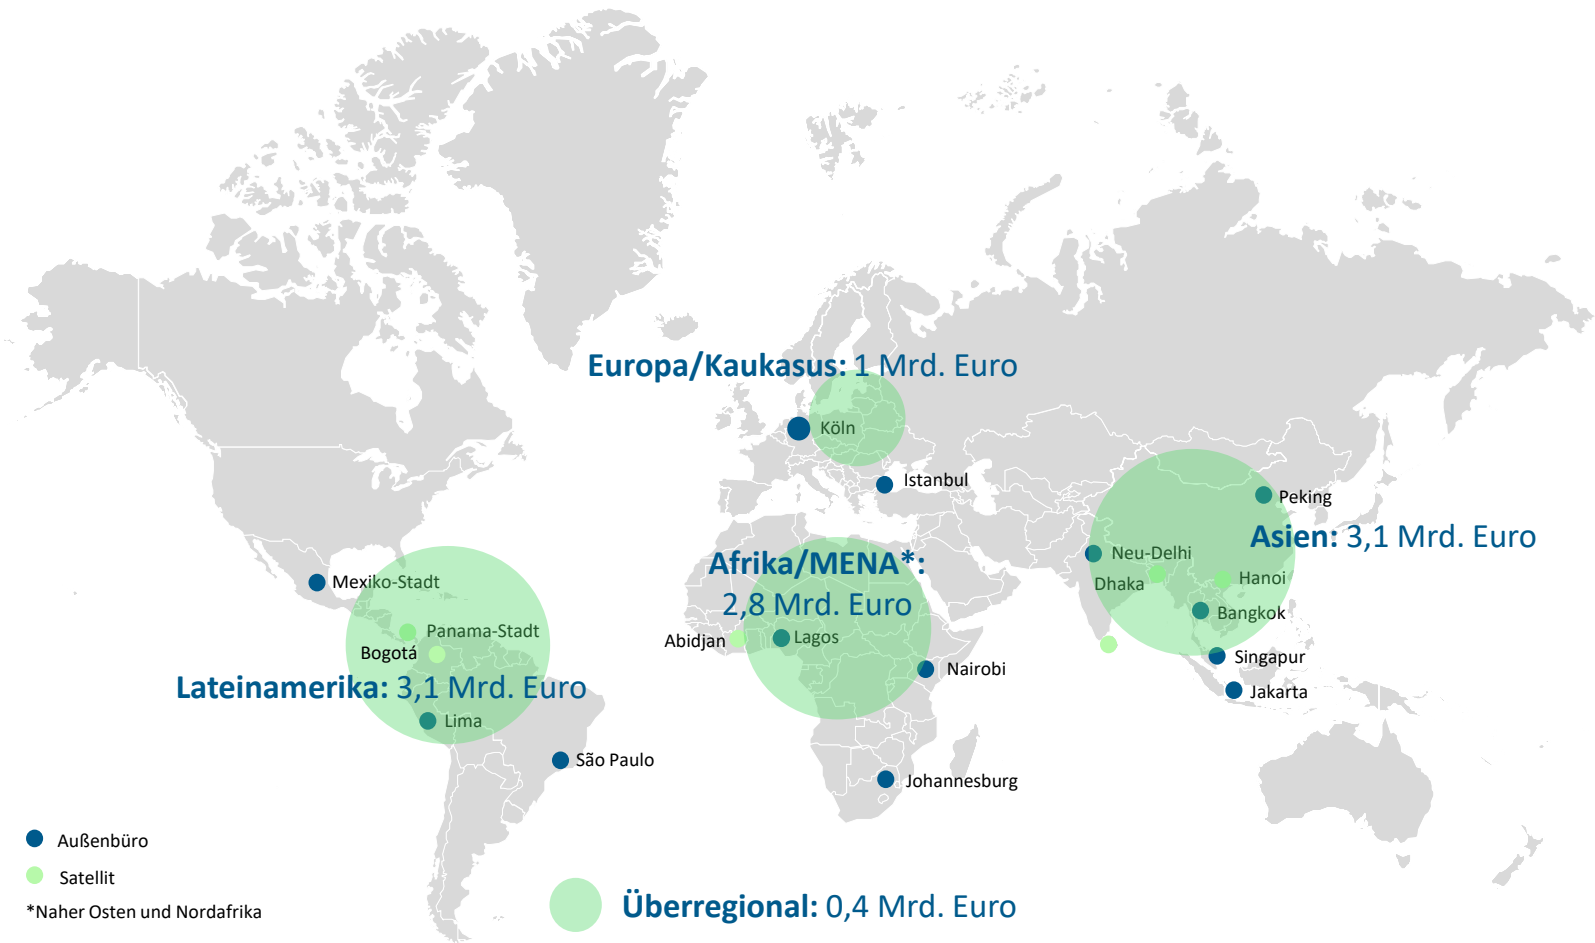 Europa/Kaukasus: 1 Mrd. Euro
Köln
Istanbul
Peking
Asien: 3,1 Mrd. Euro
Neu-Delhi
Dhaka
Hanoi
Bangkok
Singapur
Jakarta
Afrika/MENA*:
2,8 Mrd. Euro
Abidjan
Lagos
Nairobi
Johannesburg
Mexiko-Stadt
Panama-Stadt
Bogotá
Lateinamerika: 3,1 Mrd. Euro
Lima
São Paulo
Außenbüro
Satellit
*Naher Osten und Nordafrika
Überregional: 0,4 Mrd. Euro